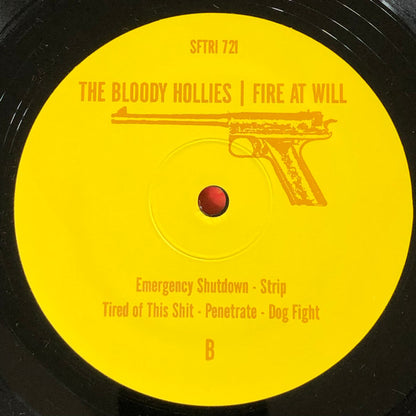 SFTRI 721
THE BLOODY HOLLIES | FIRE AT WILL
Emergency Shutdown - Strip
Tired of This Shit - Penetrate - Dog Fight
B